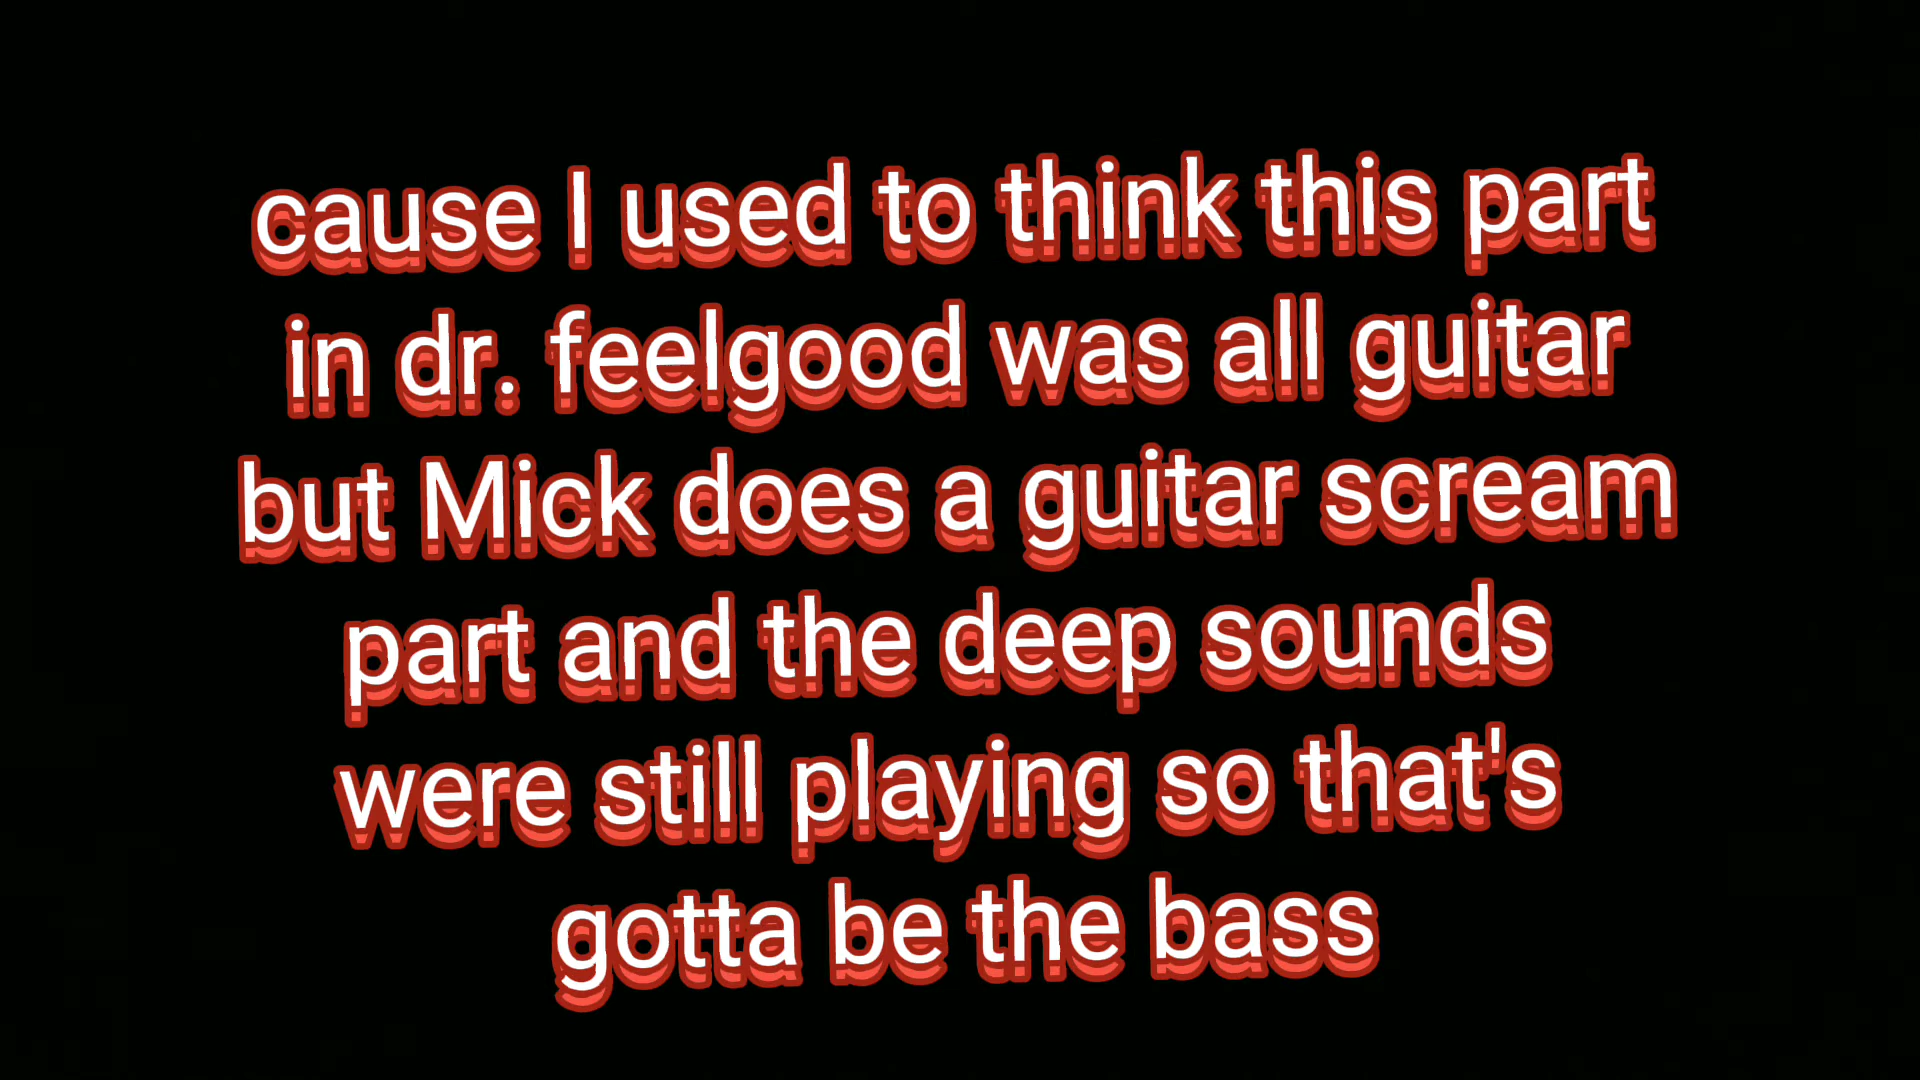 cause I used to think this part
in dr. feelgood was all guitar
but Mick does a guitar scream
part and the deep sounds
were still playing so that's
gotta be the bass